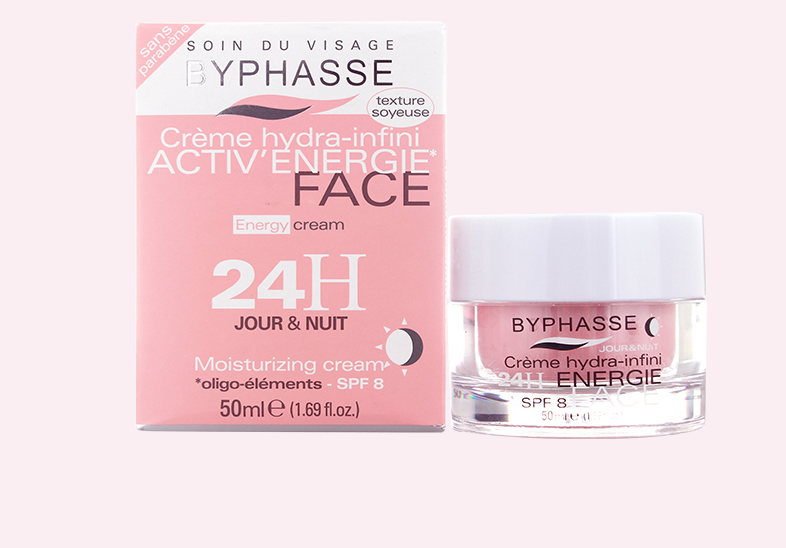 sans
parabène
SOIN DU VISAGE
BYPHASSE
texture
soyeuse
Crème hydra-infini
ACTIV'ENERGIE*
FACE
Energy cream
24H
JOUR & NUIT
Moisturizing cream
*oligo-éléments - SPF 8
50ml ℮ (1.69 fl.oz.)
BYPHASSE
JOUR & NUIT
Crème hydra-infini
24H ENERGIE
FACE
SPF 8
50ml ℮